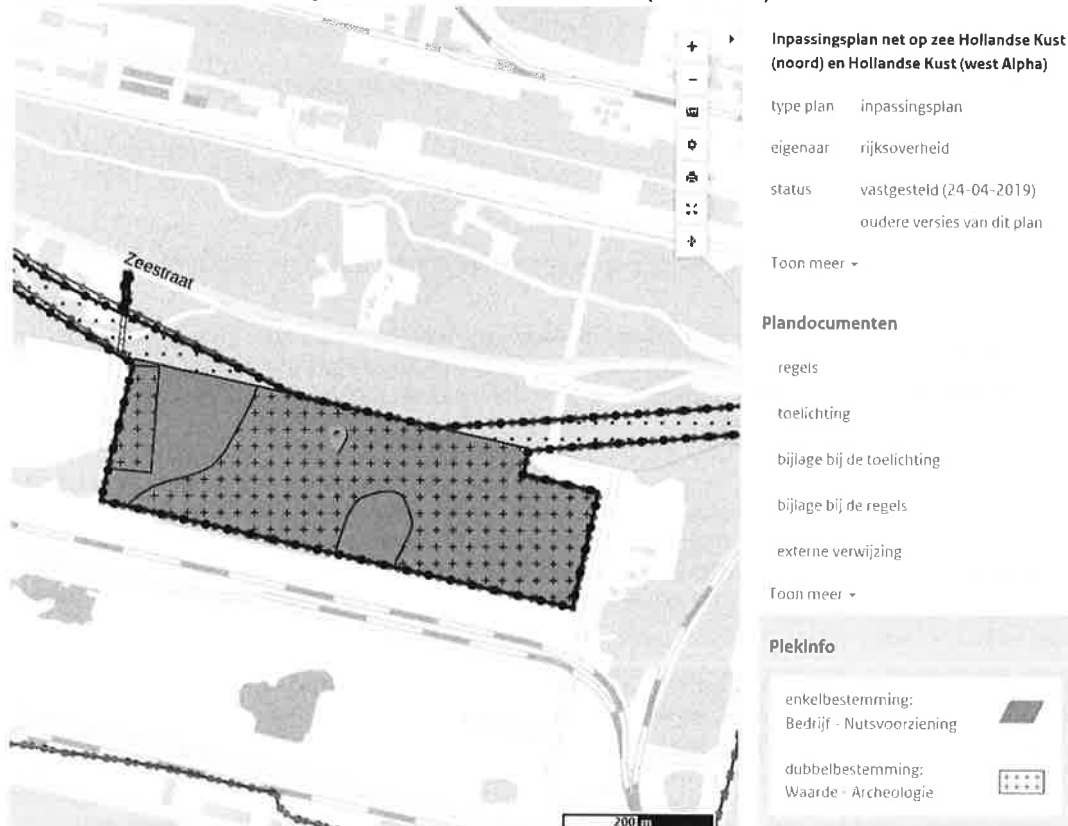 Inpassingsplan net op zee Hollandse Kust
(noord) en Hollandse Kust (west Alpha)
type plan inpassingsplan
eigenaar rijksoverheid
status vastgesteld (24-04-2019)
oudere versies van dit plan
Toon meer
Plandocumenten
regels
toelichting
bijlage bij de toelichting
bijlage bij de regels
externe verwijzing
Toon meer
PlekInfo
enkelbestemming:
Bedrijf - Nutsvoorziening
dubbelbestemming:
Waarde - Archeologie
Zeestraat
200 m